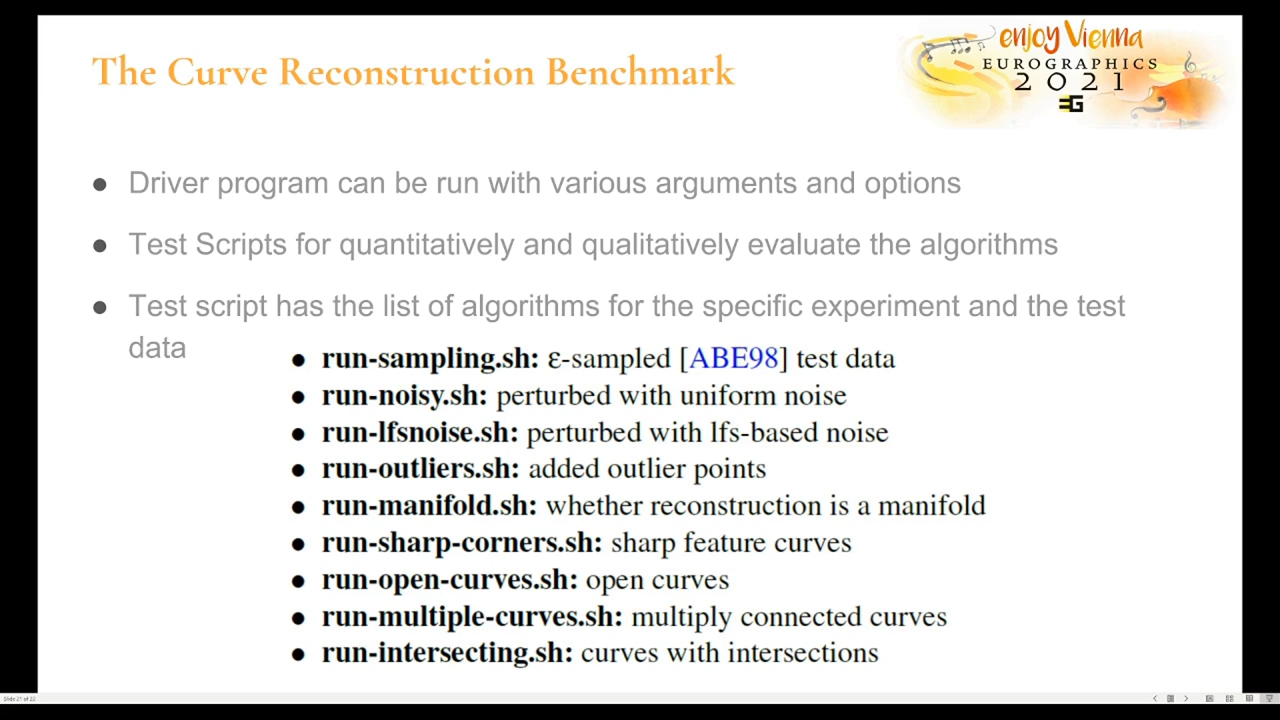 The Curve Reconstruction Benchmark
enjoy Vienna
EUROGRAPHICS
2021
EG
● Driver program can be run with various arguments and options
● Test Scripts for quantitatively and qualitatively evaluate the algorithms
● Test script has the list of algorithms for the specific experiment and the test
data
● run-sampling.sh: ε-sampled [ABE98] test data
● run-noisy.sh: perturbed with uniform noise
● run-lfsnoise.sh: perturbed with lfs-based noise
● run-outliers.sh: added outlier points
● run-manifold.sh: whether reconstruction is a manifold
● run-sharp-corners.sh: sharp feature curves
● run-open-curves.sh: open curves
● run-multiple-curves.sh: multiply connected curves
● run-intersecting.sh: curves with intersections
Slide 21 of 22